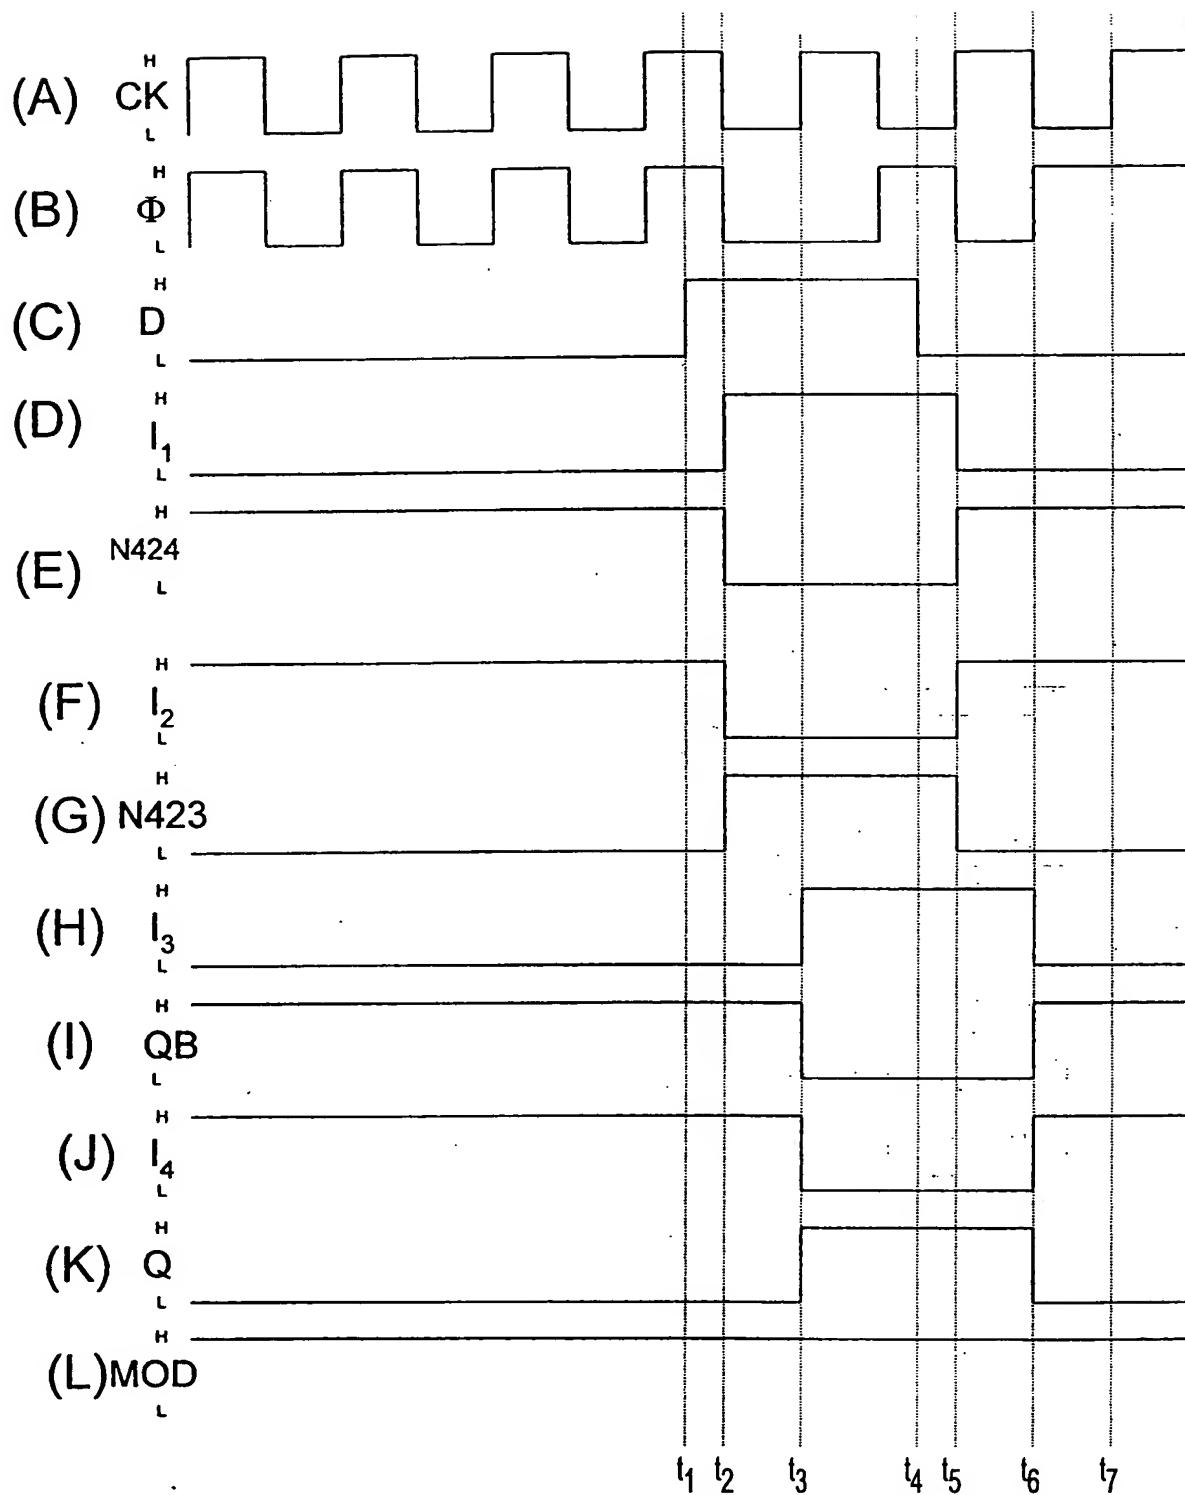 H
(A) CK
L
H
(B) Φ
L
H
(C) D
L
H
(D) I1
L
H
N424
(E)
L
H
(F) I2
L
H
(G) N423
L
H
(H) I3
L
H
(I) QB
L
H
(J) I4
L
H
(K) Q
L
H
(L) MOD
L
t1 t2 t3 t4 t5 t6 t7